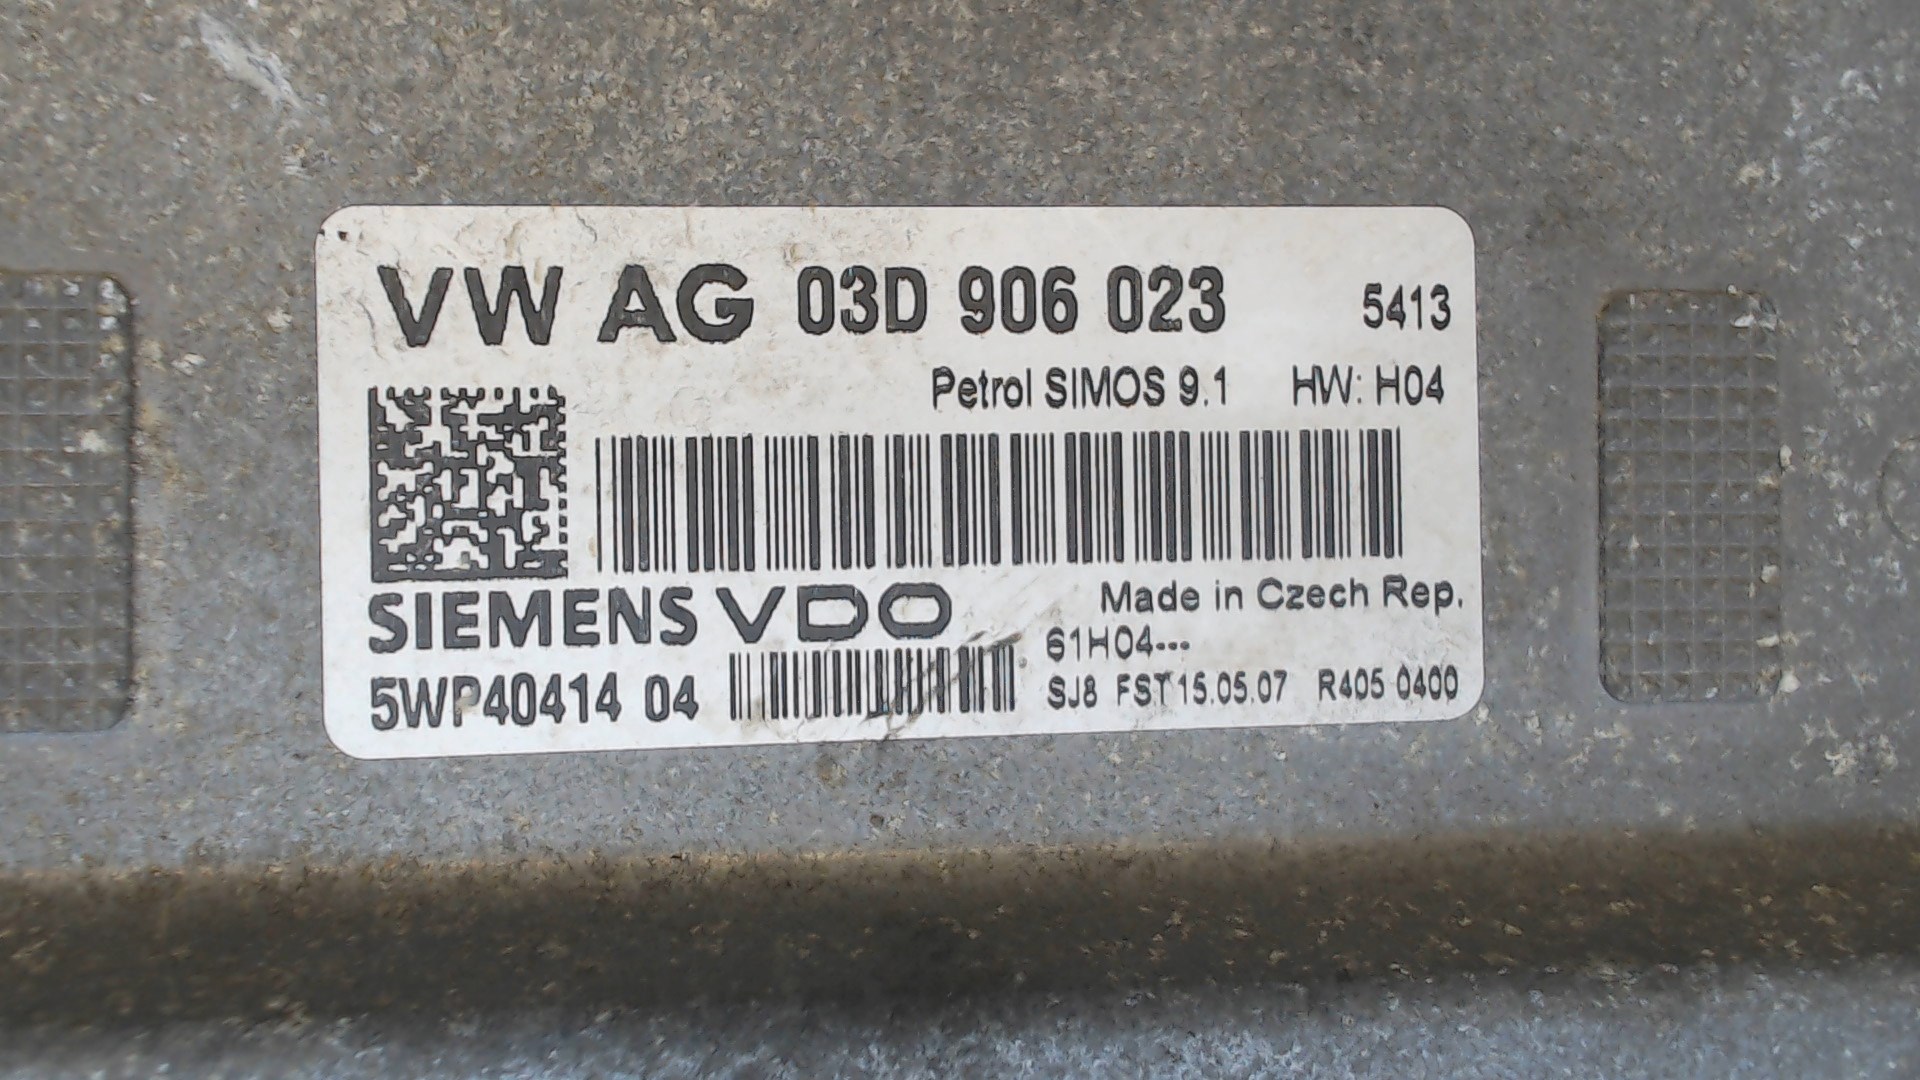 VW AG 03D 906 023 5413
Petrol SIMOS 9.1 HW: H04
SIEMENS VDO Made in Czech Rep.
61H04---
5WP40414 04 SJ8 FST 15.05.07 R405 0400